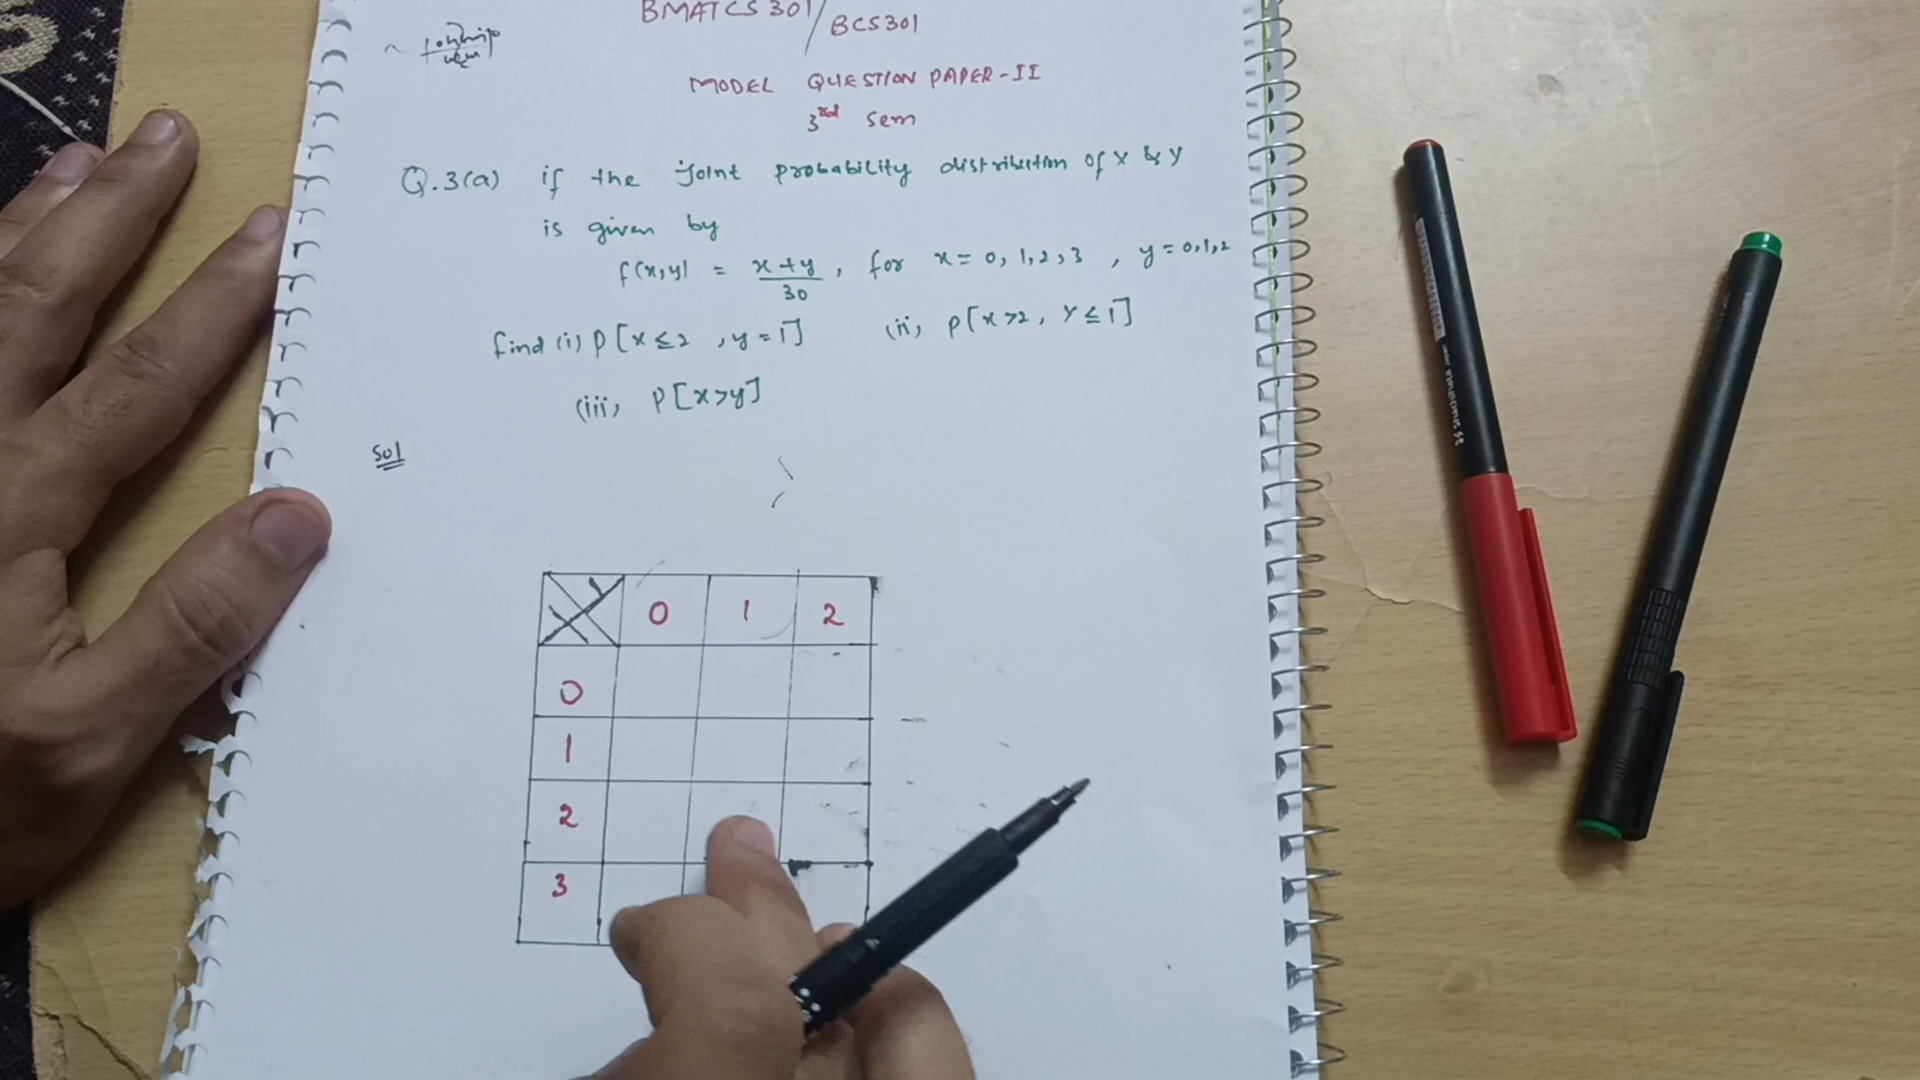 BMATCS301/BCS301
MODEL QUESTION PAPER-II
3rd sem
Q.3(a) if the joint probability distribution of x & y
is given by
f(x,y) = x+y/30, for x = 0,1,2,3, y = 0,1,2
find (i) P[x≤2, y=1] (ii), P[x>2, Y≤1]
(iii), P[x>y]
Sol
X Y 0 1 2
0
1
2
3